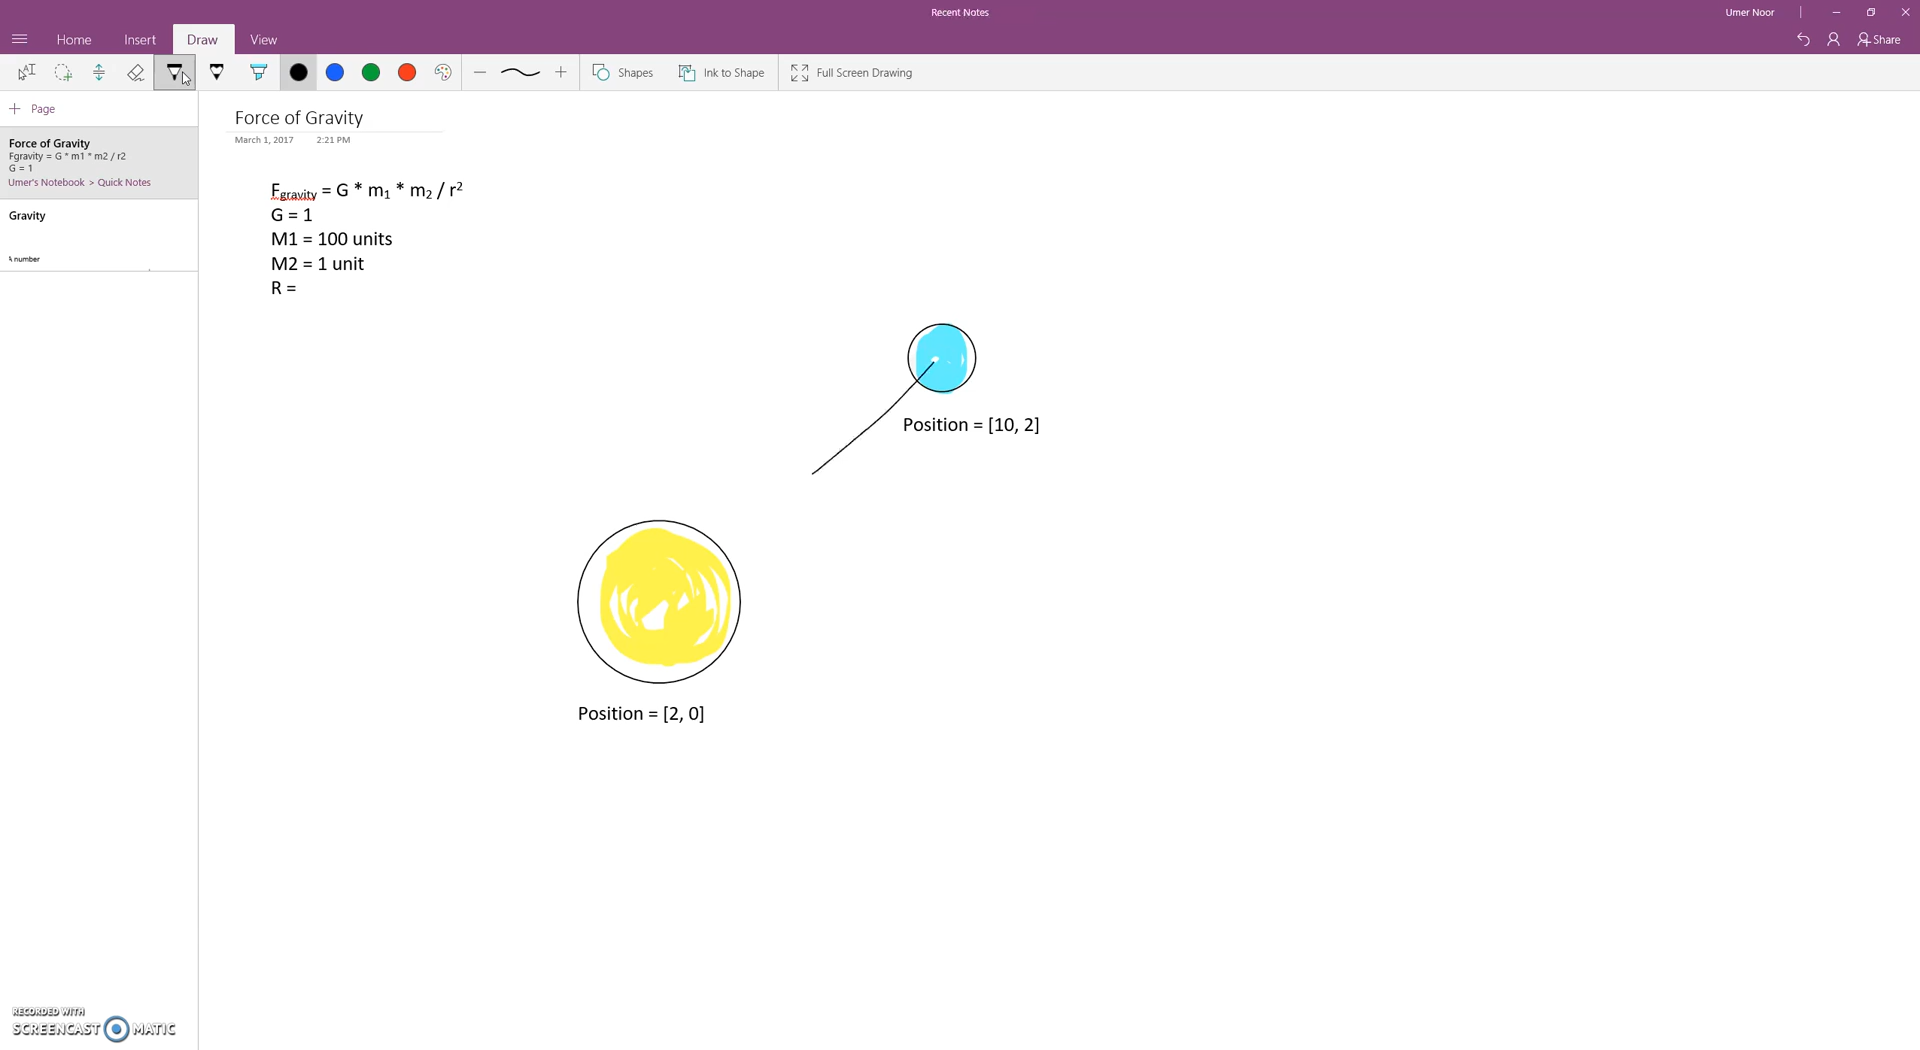 Recent Notes
Umer Noor
Home Insert Draw View
Share
Shapes
Ink to Shape
Full Screen Drawing
Page
Force of Gravity
Fgravity = G * m1 * m2 / r2
G = 1
Umer's Notebook > Quick Notes
Gravity
A number
Force of Gravity
March 1, 2017 2:21 PM
Fgravity = G * m₁ * m₂ / r²
G = 1
M1 = 100 units
M2 = 1 unit
R =
Position = [10, 2]
Position = [2, 0]
RECORDED WITH
SCREENCAST MATIC